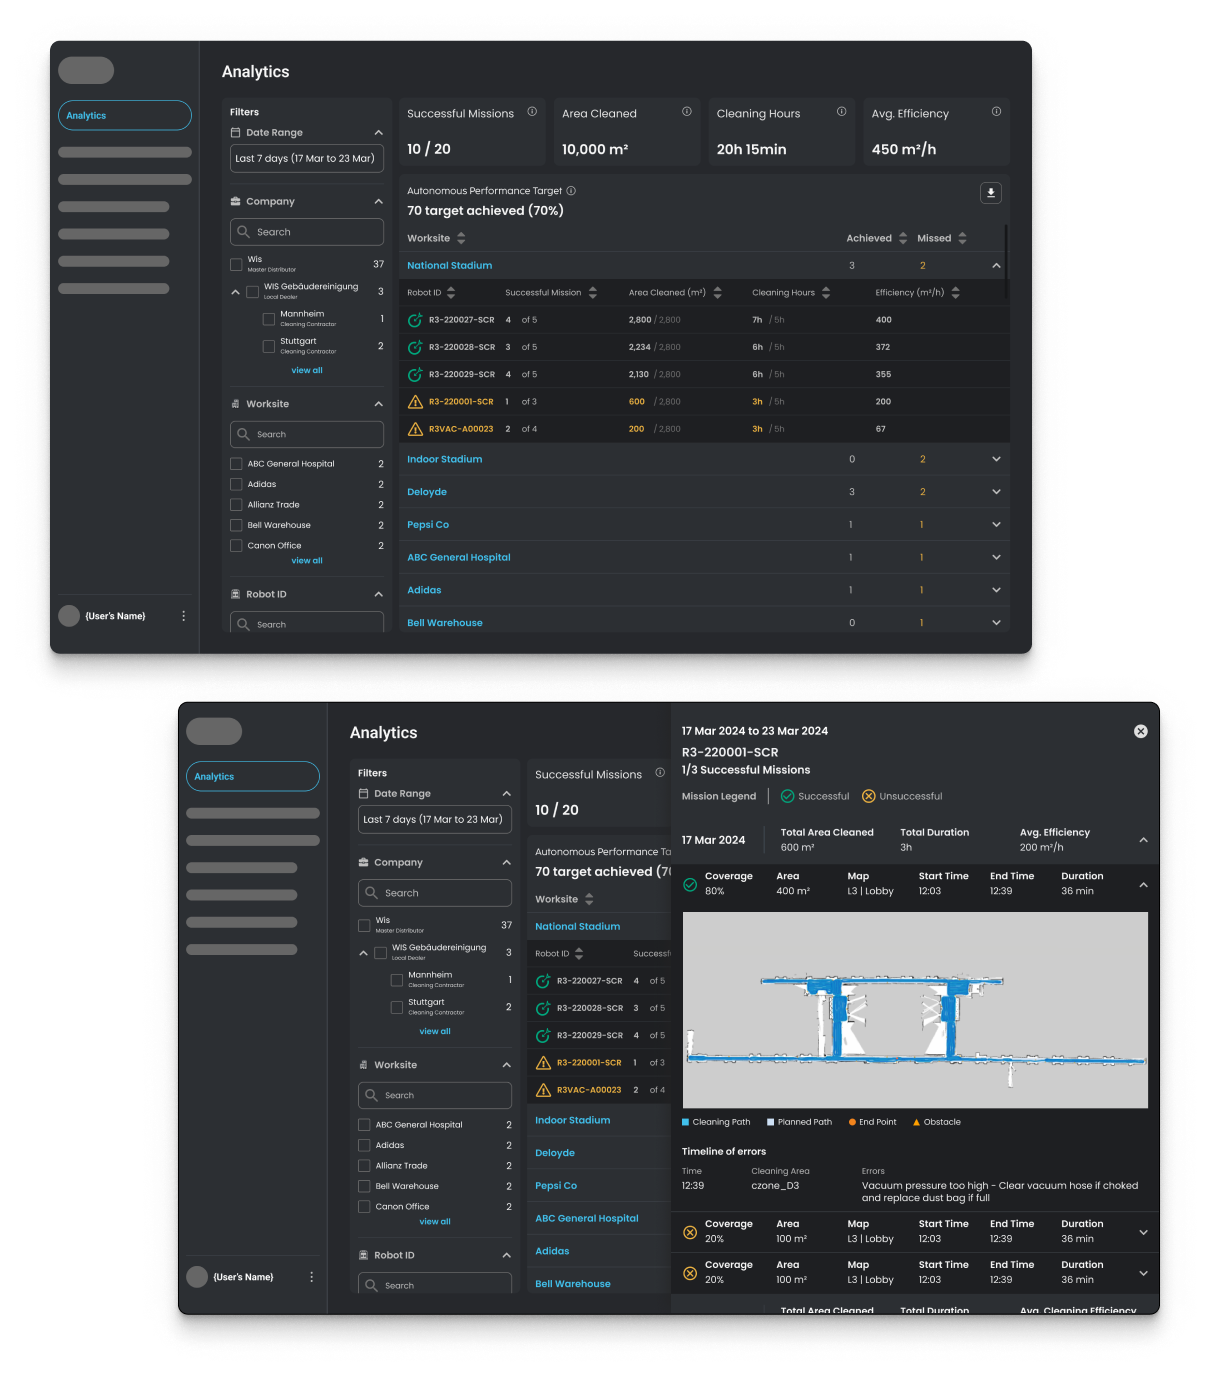 Analytics
Analytics
{User's Name}
Filters
Date Range
Last 7 days (17 Mar to 23 Mar)
Company
Search
Wis 37
Master Distributor
WIS Gebäudereinigung 3
Local Dealer
Mannheim 1
Cleaning Contractor
Stuttgart 2
Cleaning Contractor
view all
Worksite
Search
ABC General Hospital 2
Adidas 2
Allianz Trade 2
Bell Warehouse 2
Canon Office 2
view all
Robot ID
Search
Successful Missions
10 / 20
Area Cleaned
10,000 m²
Cleaning Hours
20h 15min
Avg. Efficiency
450 m²/h
Autonomous Performance Target
70 target achieved (70%)
Worksite Achieved Missed
National Stadium 3 2
Robot ID Successful Mission Area Cleaned (m²) Cleaning Hours Efficiency (m²/h)
R3-220027-SCR 4 of 5 2,800 / 2,800 7h / 5h 400
R3-220028-SCR 3 of 5 2,234 / 2,800 6h / 5h 372
R3-220029-SCR 4 of 5 2,130 / 2,800 6h / 5h 355
R3-220001-SCR 1 of 3 600 / 2,800 3h / 5h 200
R3VAC-A00023 2 of 4 200 / 2,800 3h / 5h 67
Indoor Stadium 0 2
Deloyde 3 2
Pepsi Co 1 1
ABC General Hospital 1 1
Adidas 1 1
Bell Warehouse 0 1
Analytics
Analytics
{User's Name}
Filters
Date Range
Last 7 days (17 Mar to 23 Mar)
Company
Search
Wis 37
Master Distributor
WIS Gebäudereinigung 3
Local Dealer
Mannheim 1
Cleaning Contractor
Stuttgart 2
Cleaning Contractor
view all
Worksite
Search
ABC General Hospital 2
Adidas 2
Allianz Trade 2
Bell Warehouse 2
Canon Office 2
view all
Robot ID
Search
Successful Missions
10 / 20
Autonomous Performance Ta
70 target achieved (70
Worksite
National Stadium
Robot ID Successf
R3-220027-SCR 4 of 5
R3-220028-SCR 3 of 5
R3-220029-SCR 4 of 5
R3-220001-SCR 1 of 3
R3VAC-A00023 2 of 4
Indoor Stadium
Deloyde
Pepsi Co
ABC General Hospital
Adidas
Bell Warehouse
17 Mar 2024 to 23 Mar 2024
R3-220001-SCR
1/3 Successful Missions
Mission Legend Successful Unsuccessful
17 Mar 2024
Total Area Cleaned Total Duration Avg. Efficiency
600 m² 3h 200 m²/h
Coverage Area Map Start Time End Time Duration
80% 400 m² L3 | Lobby 12:03 12:39 36 min
Cleaning Path Planned Path End Point Obstacle
Timeline of errors
Time Cleaning Area Errors
12:39 czone_D3 Vacuum pressure too high - Clear vacuum hose if choked
and replace dust bag if full
Coverage Area Map Start Time End Time Duration
20% 100 m² L3 | Lobby 12:03 12:39 36 min
Coverage Area Map Start Time End Time Duration
20% 100 m² L3 | Lobby 12:03 12:39 36 min
Total Area Cleaned Total Duration Avg. Cleaning Efficiency